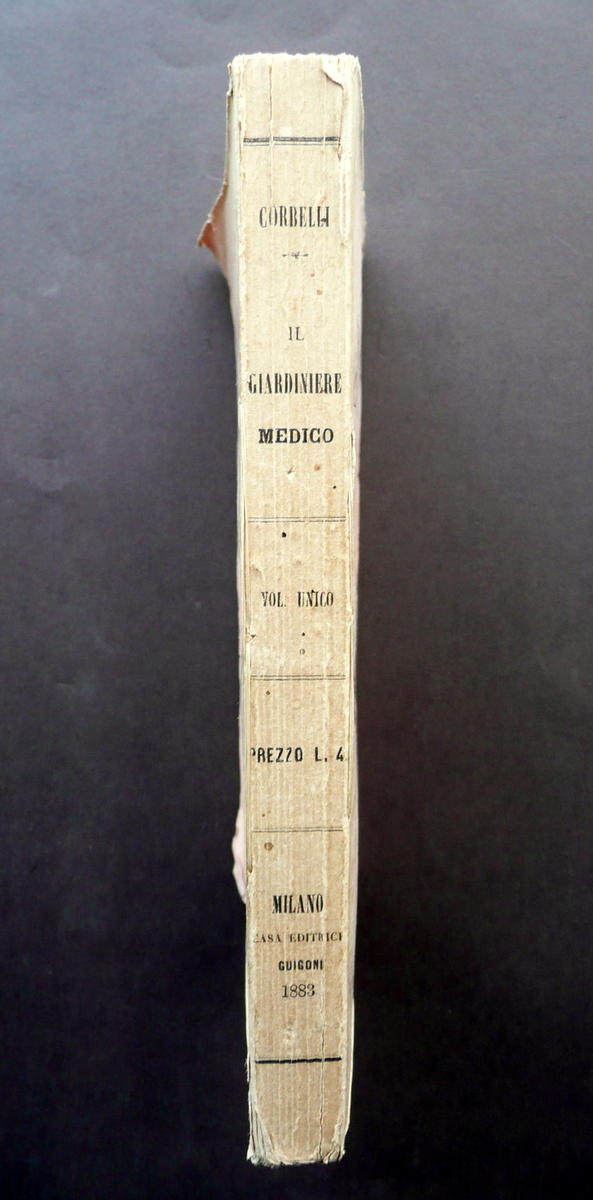 CORBELLI
IL
GIARDINIERE
MEDICO
VOL. UNICO
PREZZO L. 4
MILANO
CASA EDITRICE
GUIGONI
1883